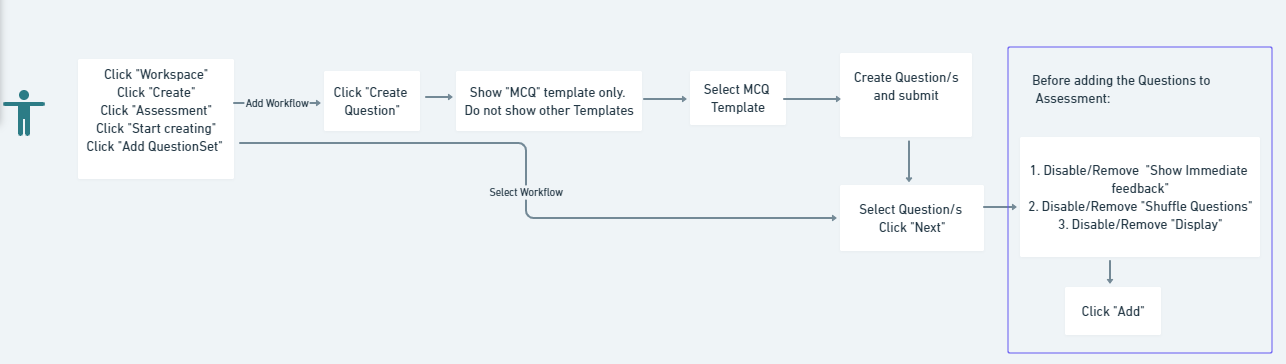 Click "Workspace"
Click "Create"
Click "Assessment"
Click "Start creating"
Click "Add QuestionSet"
Add Workflow
Click "Create
Question"
Show "MCQ" template only.
Do not show other Templates
Select MCQ
Template
Create Question/s
and submit
Select Workflow
Select Question/s
Click "Next"
Before adding the Questions to
Assessment:
1. Disable/Remove "Show Immediate
feedback"
2. Disable/Remove "Shuffle Questions"
3. Disable/Remove "Display"
Click "Add"